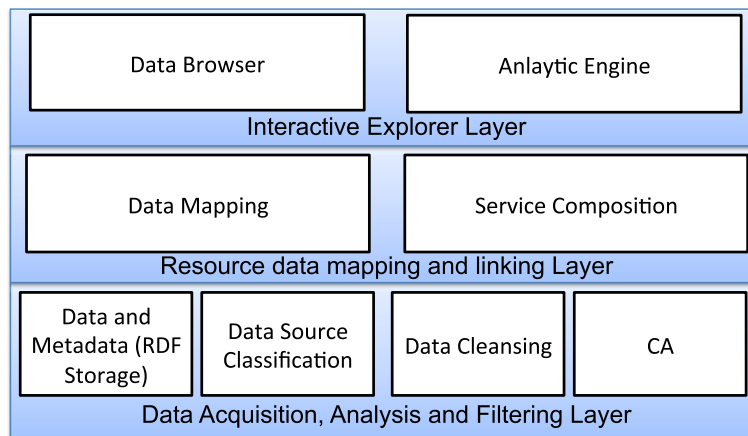 Data Browser
Anlaytic Engine
Interactive Explorer Layer
Data Mapping
Service Composition
Resource data mapping and linking Layer
Data and
Metadata (RDF
Storage)
Data Source
Classification
Data Cleansing
CA
Data Acquisition, Analysis and Filtering Layer